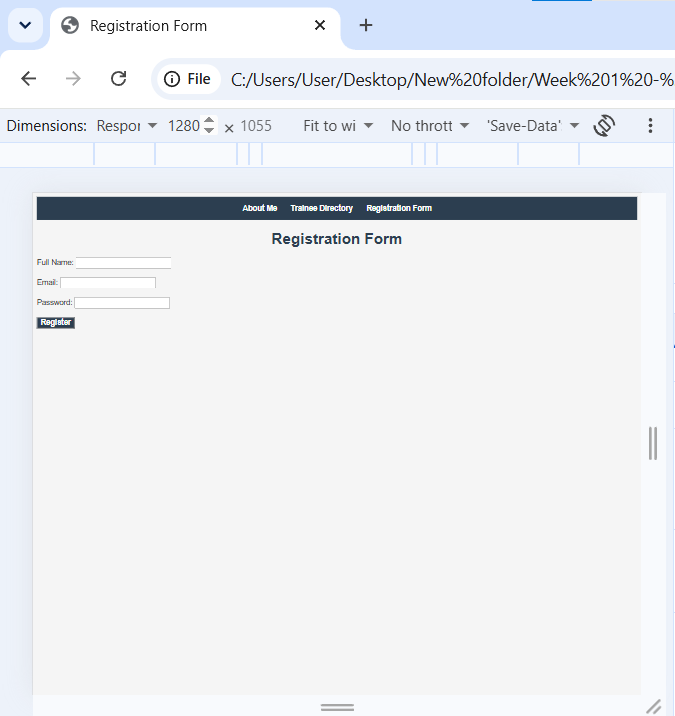 Registration Form
File C:/Users/User/Desktop/New%20folder/Week%201%20-%
Dimensions: Respor 1280 × 1055 Fit to wi No thrott 'Save-Data':
About Me Trainee Directory Registration Form
Registration Form
Full Name:
Email:
Password:
Register